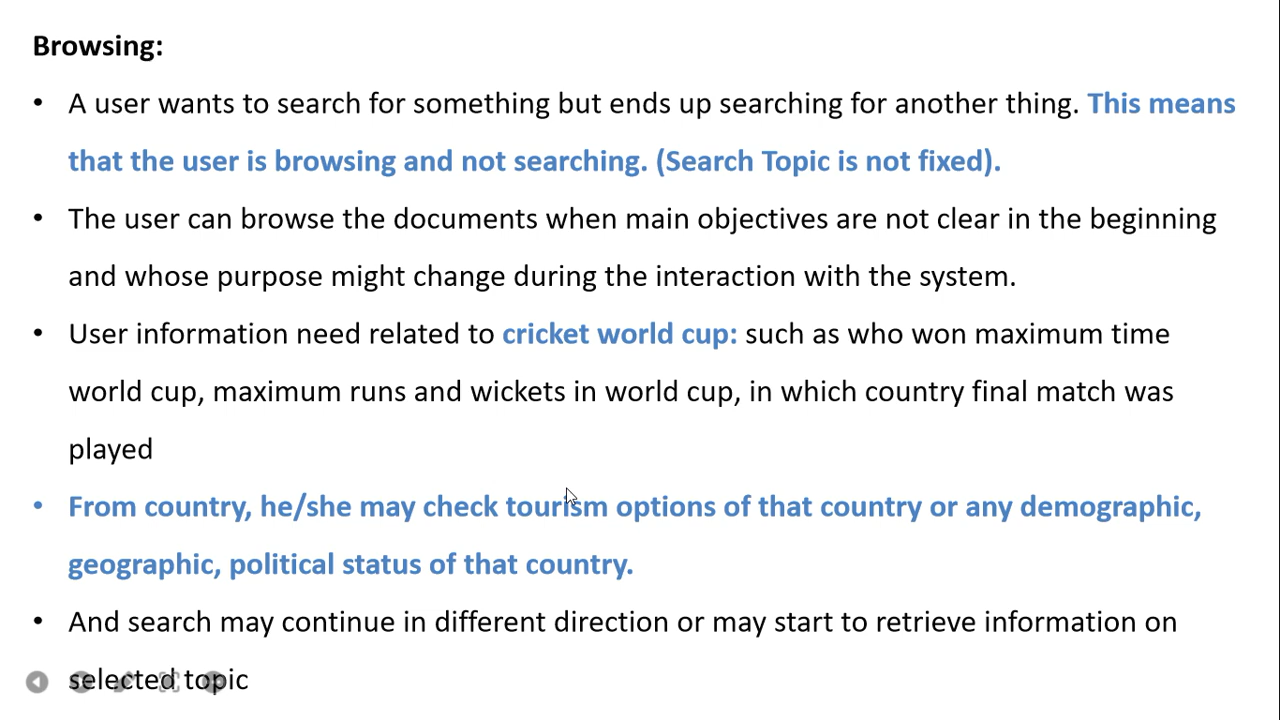 Browsing:
• A user wants to search for something but ends up searching for another thing. This means
that the user is browsing and not searching. (Search Topic is not fixed).
• The user can browse the documents when main objectives are not clear in the beginning
and whose purpose might change during the interaction with the system.
• User information need related to cricket world cup: such as who won maximum time
world cup, maximum runs and wickets in world cup, in which country final match was
played
• From country, he/she may check tourism options of that country or any demographic,
geographic, political status of that country.
• And search may continue in different direction or may start to retrieve information on
selected topic